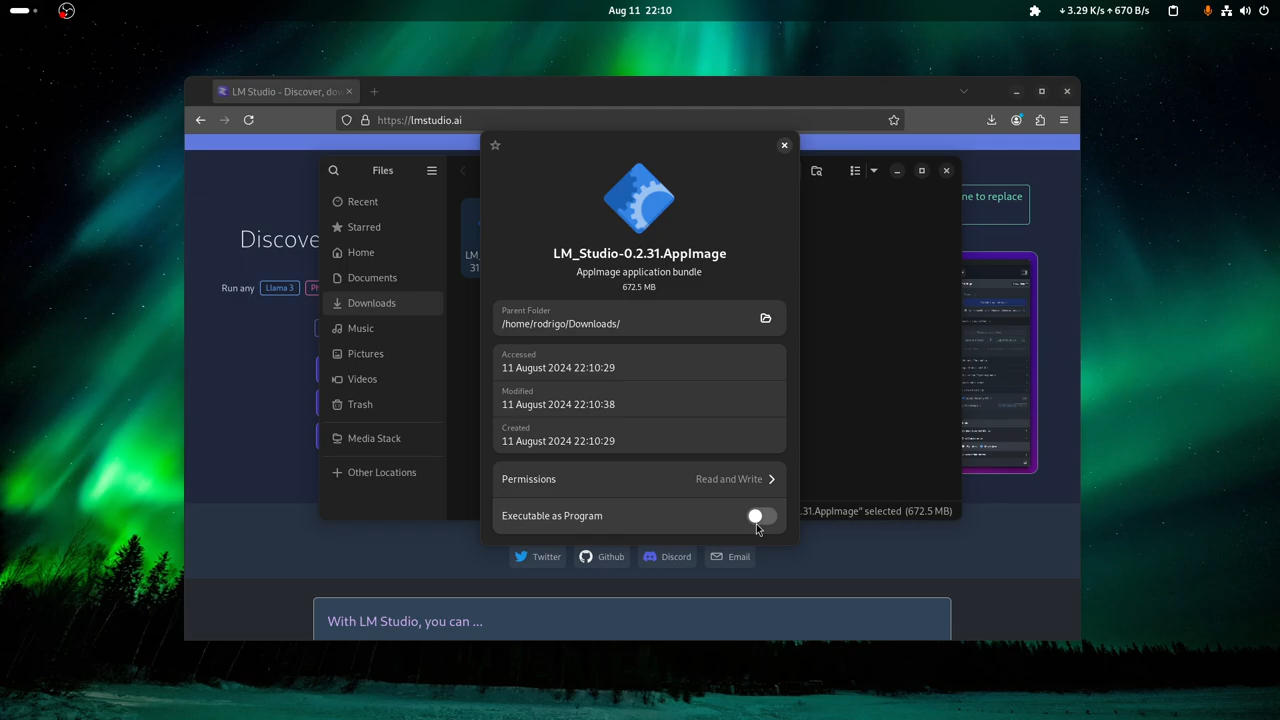 Aug 11 22:10
↓ 3.29 K/s ↑ 670 B/s
LM Studio - Discover, dow
https://lmstudio.ai
Files
Recent
Starred
Home
Documents
Downloads
Music
Pictures
Videos
Trash
Media Stack
Other Locations
LM_
31
LM_Studio-0.2.31.AppImage
AppImage application bundle
672.5 MB
Parent Folder
/home/rodrigo/Downloads/
Accessed
11 August 2024 22:10:29
Modified
11 August 2024 22:10:38
Created
11 August 2024 22:10:29
Permissions
Read and Write
Executable as Program
.31.AppImage" selected (672.5 MB)
ne to replace
Discove
Run any
Llama 3
Ph
Twitter
Github
Discord
Email
With LM Studio, you can ...